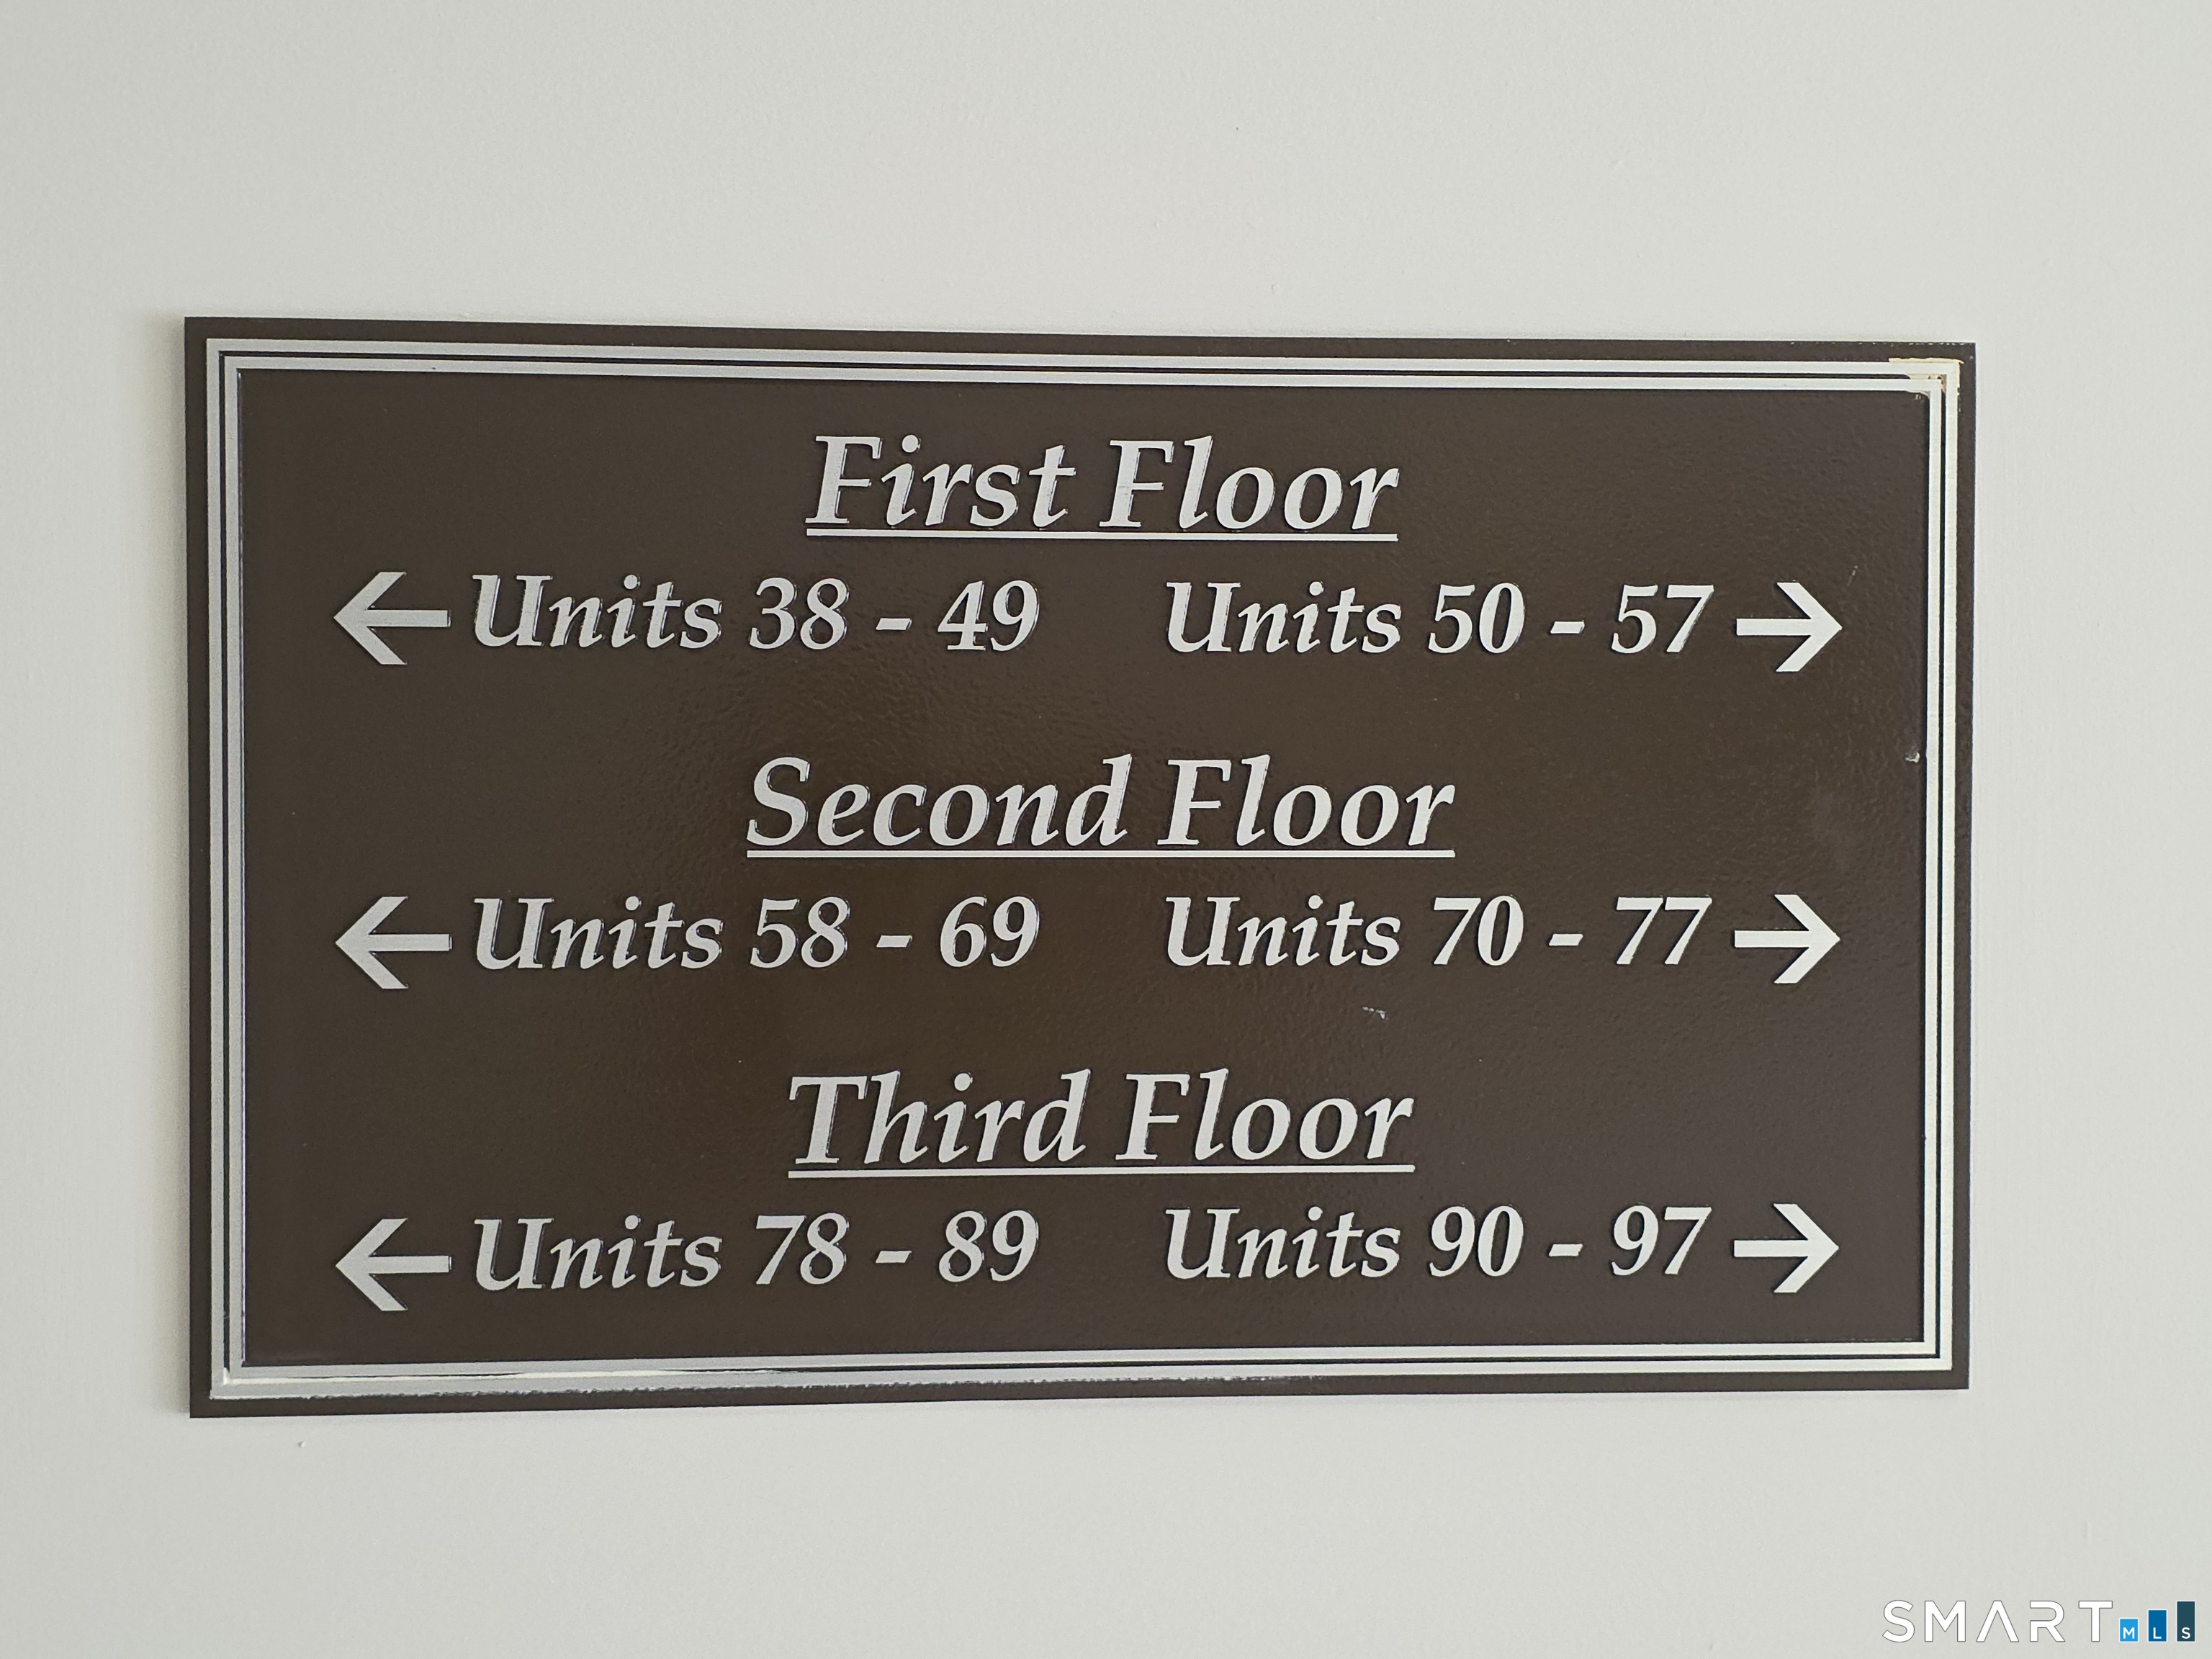 First Floor
← Units 38 - 49 Units 50 - 57 →
Second Floor
← Units 58 - 69 Units 70 - 77 →
Third Floor
← Units 78 - 89 Units 90 - 97 →
SMART MLS